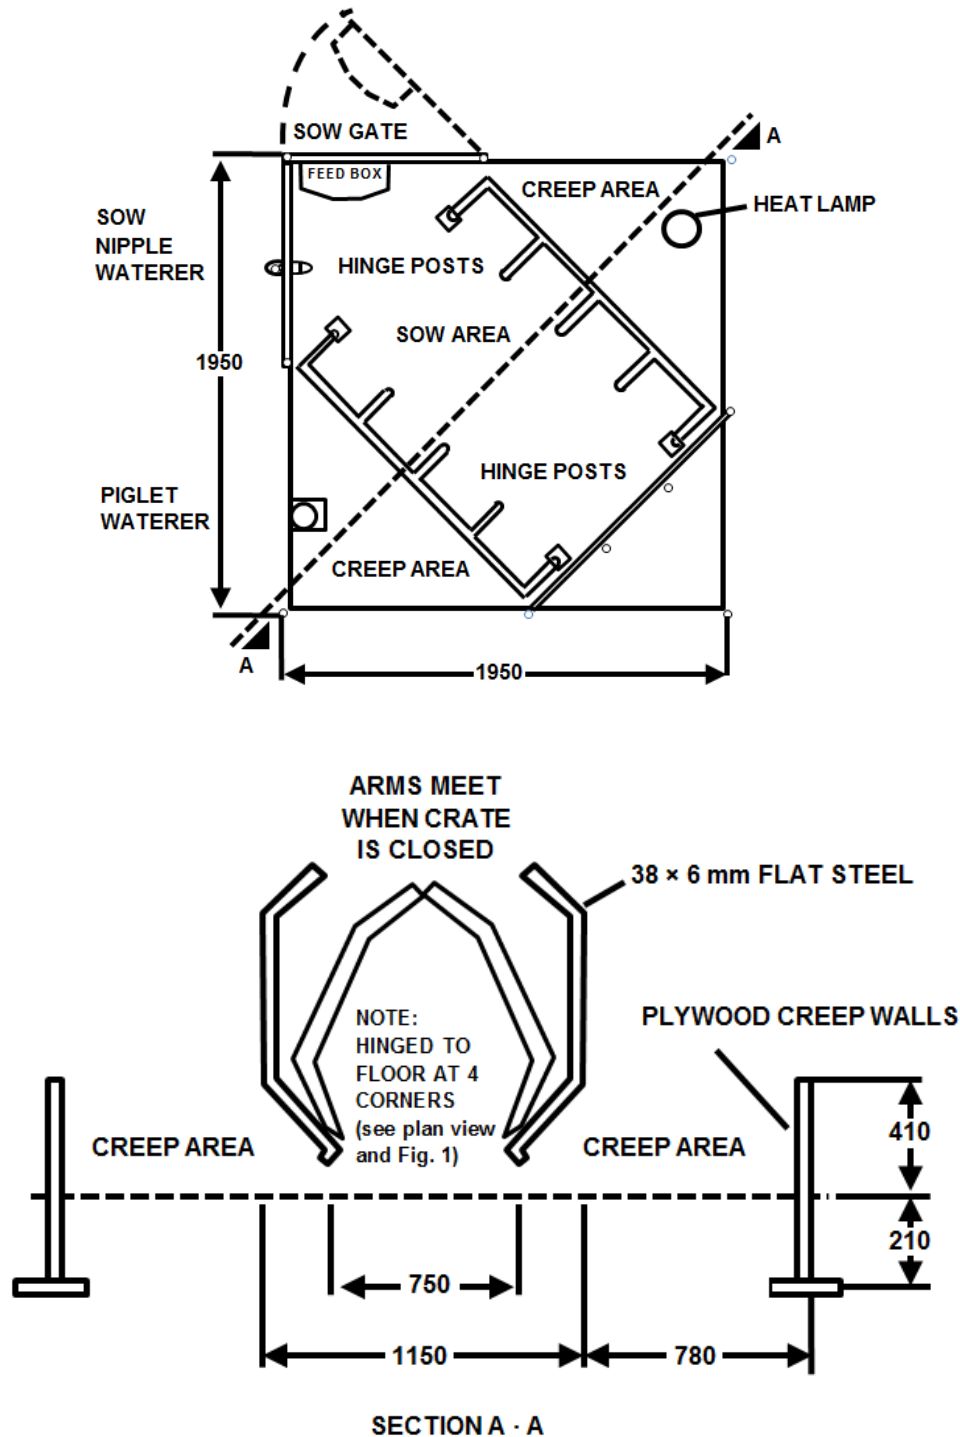 SOW GATE
A
FEED BOX
CREEP AREA
HEAT LAMP
SOW
NIPPLE
WATERER
HINGE POSTS
SOW AREA
1950
HINGE POSTS
PIGLET
WATERER
CREEP AREA
A
1950
ARMS MEET
WHEN CRATE
IS CLOSED
38 × 6 mm FLAT STEEL
NOTE:
HINGED TO
FLOOR AT 4
CORNERS
(see plan view
and Fig. 1)
PLYWOOD CREEP WALLS
CREEP AREA
CREEP AREA
410
210
750
1150
780
SECTION A - A